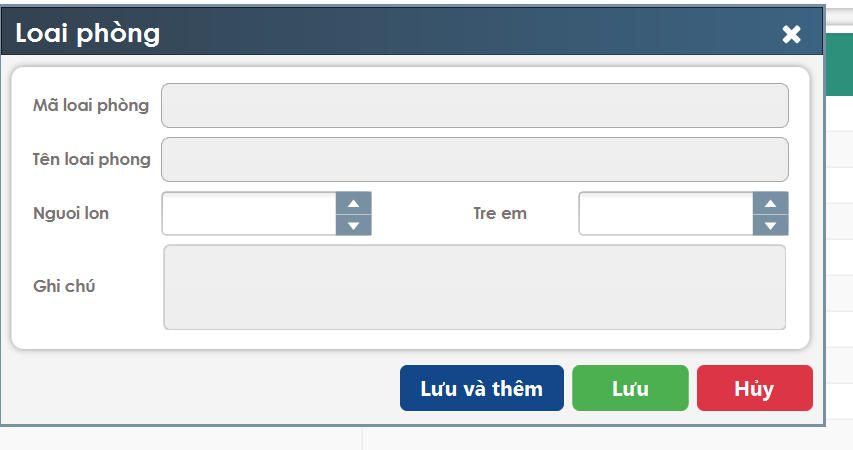 Loai phòng
Mã loai phòng
Tên loai phong
Nguoi lon
Tre em
Ghi chú
Lưu và thêm
Lưu
Hủy